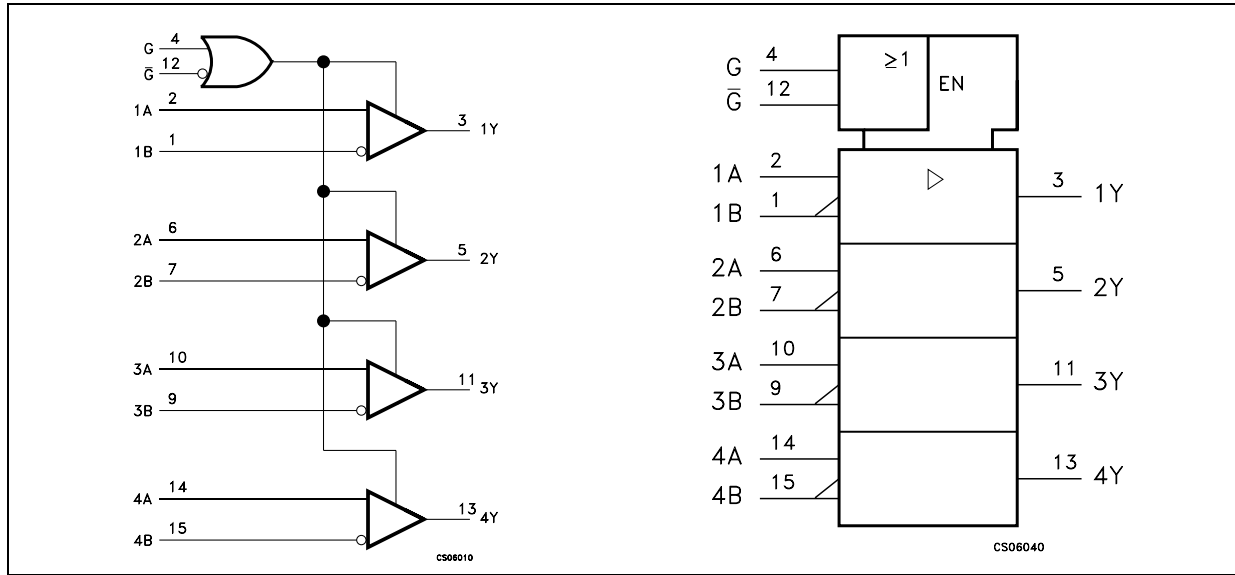 G 4
G̅ 12
1A 2
1B 1
3 1Y
2A 6
2B 7
5 2Y
3A 10
3B 9
11 3Y
4A 14
4B 15
13 4Y
CS06010
G 4
G̅ 12
≥1
EN
1A 2
1B 1
3 1Y
2A 6
2B 7
5 2Y
3A 10
3B 9
11 3Y
4A 14
4B 15
13 4Y
CS06040